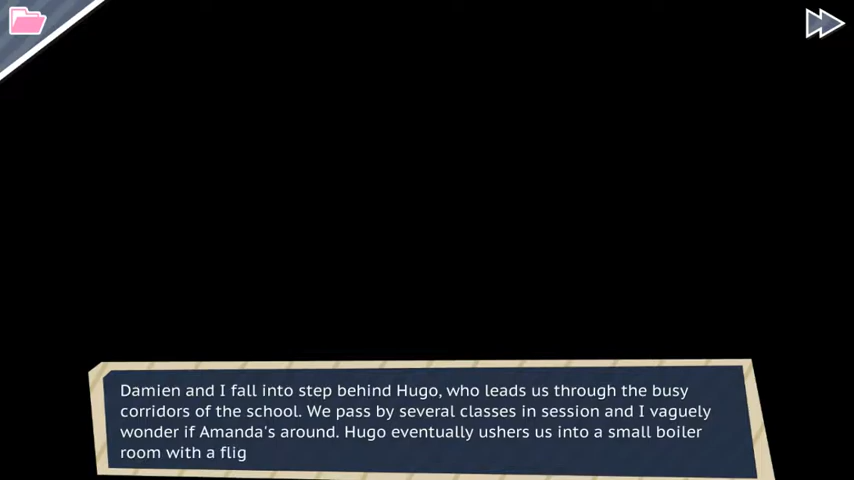 Damien and I fall into step behind Hugo, who leads us through the busy
corridors of the school. We pass by several classes in session and I vaguely
wonder if Amanda's around. Hugo eventually ushers us into a small boiler
room with a flig